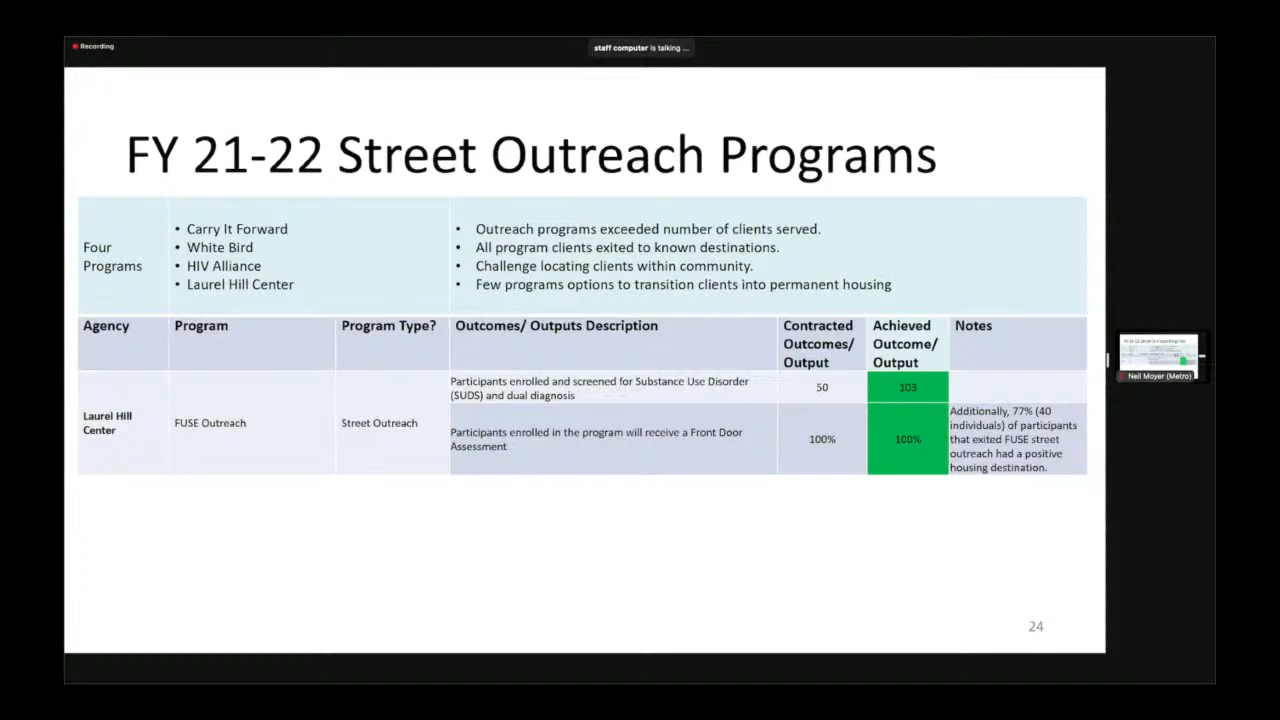 Recording
staff computer is talking ...
FY 21-22 Street Outreach Programs
Four
Programs
• Carry It Forward
• White Bird
• HIV Alliance
• Laurel Hill Center
• Outreach programs exceeded number of clients served.
• All program clients exited to known destinations.
• Challenge locating clients within community.
• Few programs options to transition clients into permanent housing
Agency
Program
Program Type?
Outcomes/ Outputs Description
Contracted
Outcomes/
Output
Achieved
Outcome/
Output
Notes
Laurel Hill
Center
FUSE Outreach
Street Outreach
Participants enrolled and screened for Substance Use Disorder
(SUDS) and dual diagnosis
50
103
Participants enrolled in the program will receive a Front Door
Assessment
100%
100%
Additionally, 77% (40
individuals) of participants
that exited FUSE street
outreach had a positive
housing destination.
24
Neil Moyer (Metro)